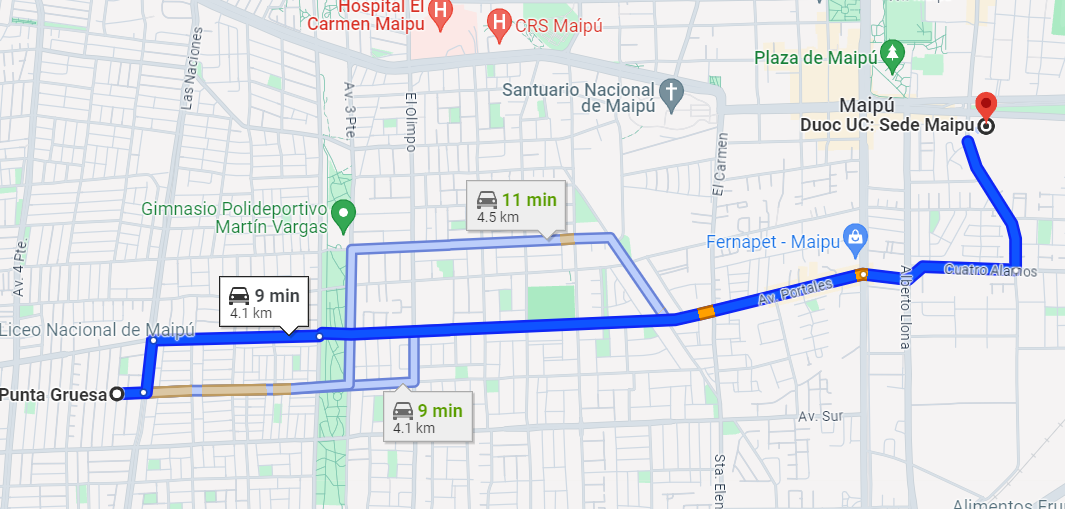 Hospital El
Carmen Maipu
CRS Maipú
Plaza de Maipú
Las Naciones
Av. 3 Pte.
El Olimpo
Santuario Nacional
de Maipú
Maipú
Duoc UC: Sede Maipu
El Carmen
Gimnasio Polideportivo
Martín Vargas
11 min
4.5 km
Fernapet - Maipu
Av. 4 Pte.
9 min
4.1 km
Av. Portales
Cuatro Alamos
Alberto Llona
Liceo Nacional de Maipú
Punta Gruesa
9 min
4.1 km
Av. Sur
Sta. Elen
Alimentos Fru